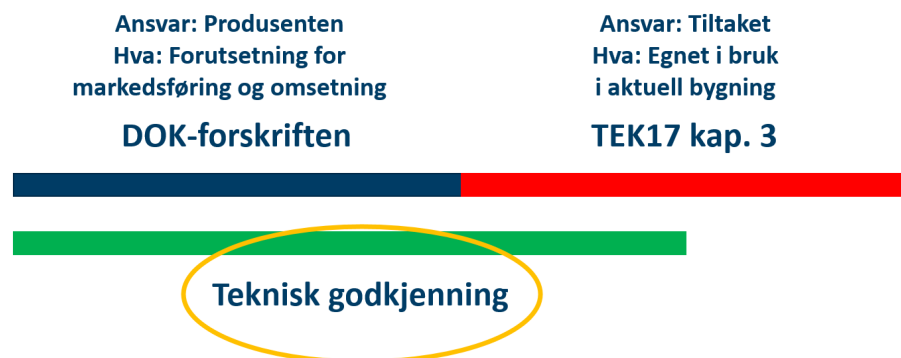 Ansvar: Produsenten
Hva: Forutsetning for
markedsføring og omsetning
DOK-forskriften
Ansvar: Tiltaket
Hva: Egnet i bruk
i aktuell bygning
TEK17 kap. 3
Teknisk godkjenning